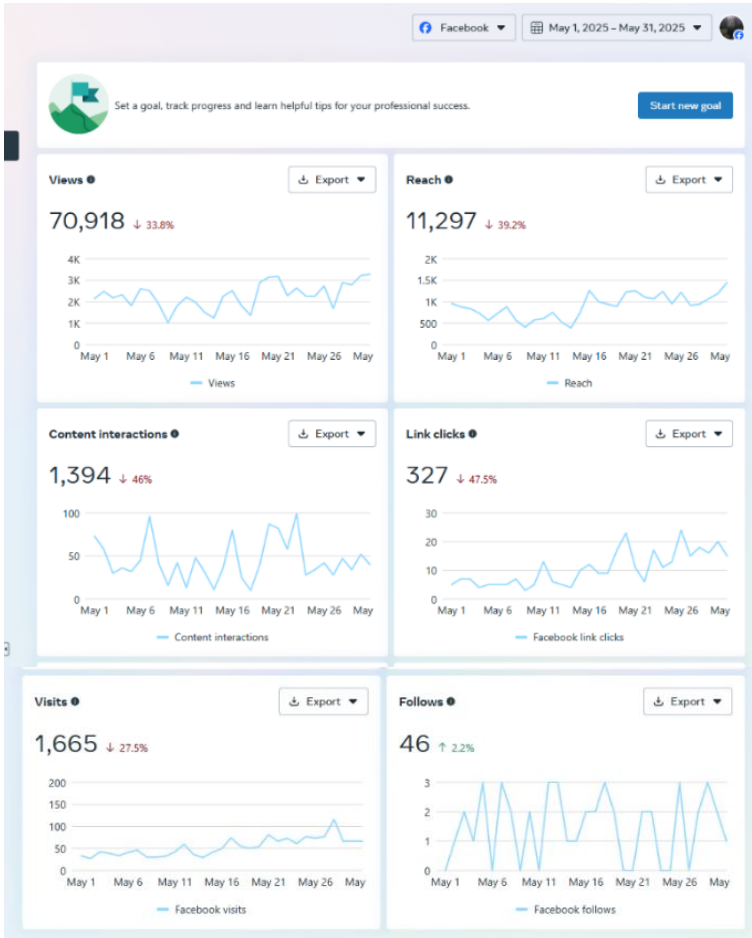 Facebook
May 1, 2025 – May 31, 2025
Set a goal, track progress and learn helpful tips for your professional success.
Start new goal
Views
Export
70,918 ↓ 33.8%
4K
3K
2K
1K
0
May 1 May 6 May 11 May 16 May 21 May 26 May
Views
Reach
Export
11,297 ↓ 39.2%
2K
1.5K
1K
500
0
May 1 May 6 May 11 May 16 May 21 May 26 May
Reach
Content interactions
Export
1,394 ↓ 46%
100
50
0
May 1 May 6 May 11 May 16 May 21 May 26 May
Content interactions
Link clicks
Export
327 ↓ 47.5%
30
20
10
0
May 1 May 6 May 11 May 16 May 21 May 26 May
Facebook link clicks
Visits
Export
1,665 ↓ 27.5%
200
150
100
50
0
May 1 May 6 May 11 May 16 May 21 May 26 May
Facebook visits
Follows
Export
46 ↑ 2.2%
3
2
1
0
May 1 May 6 May 11 May 16 May 21 May 26 May
Facebook follows